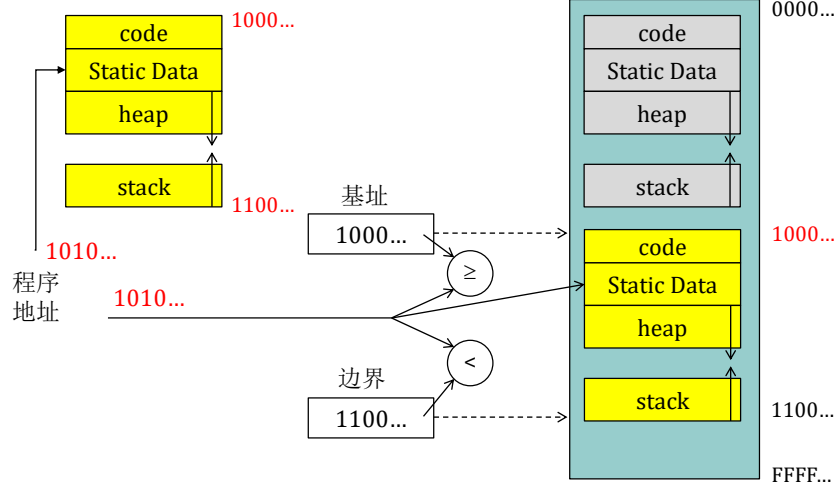 code
1000…
Static Data
heap
stack
1100…
1010…
程序
地址
1010…
基址
1000…
≥
<
边界
1100…
0000…
code
Static Data
heap
stack
1000…
code
Static Data
heap
stack
1100…
FFFF…